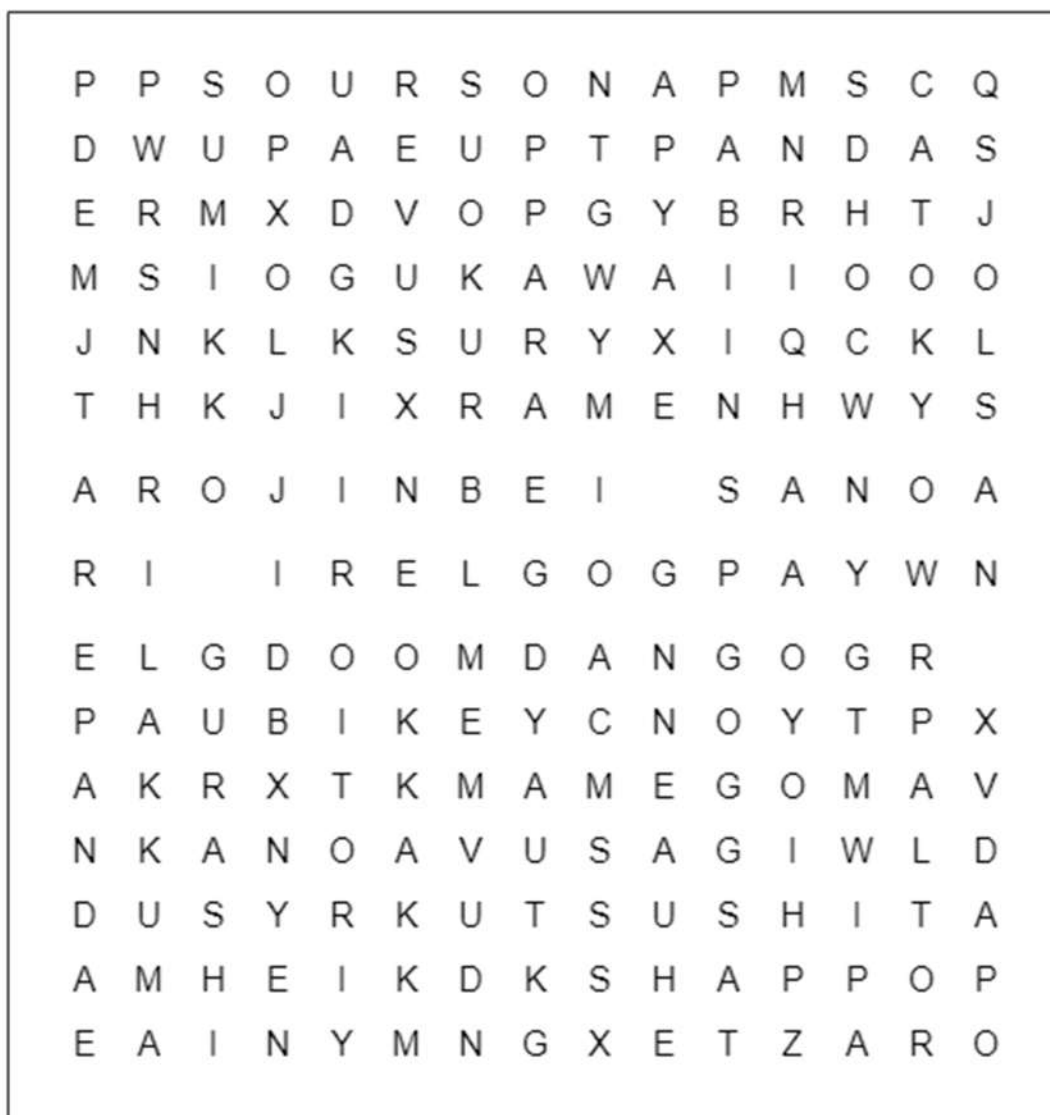 P P S O U R S O N A P M S C Q
D W U P A E U P T P A N D A S
E R M X D V O P G Y B R H T J
M S I O G U K A W A I I O O O
J N K L K S U R Y X I Q C K L
T H K J I X R A M E N H W Y S
A R O J I N B E I S A N O A
R I I R E L G O G P A Y W N
E L G D O O M D A N G O G R
P A U B I K E Y C N O Y T P X
A K R X T K M A M E G O M A V
N K A N O A V U S A G I W L D
D U S Y R K U T S U S H I T A
A M H E I K D K S H A P P O P
E A I N Y M N G X E T Z A R O